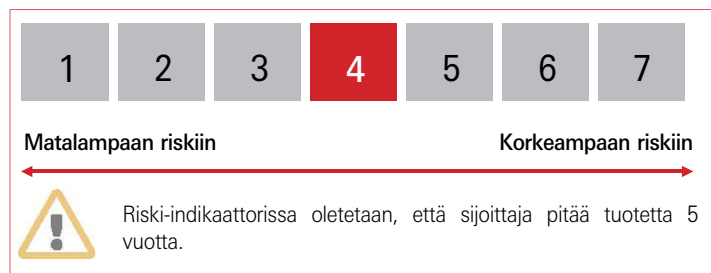 1 2 3 4 5 6 7
Matalampaan riskiin Korkeampaan riskiin
Riski-indikaattorissa oletetaan, että sijoittaja pitää tuotetta 5
vuotta.